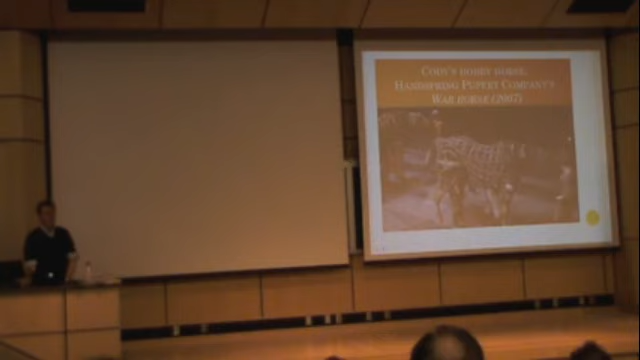 CODY'S HOBBY HORSE:
HANDSPRING PUPPET COMPANY'S
WAR HORSE (2007)